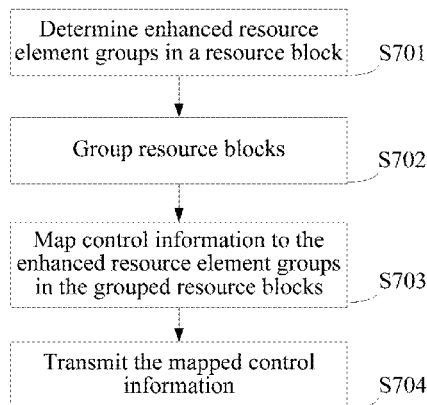 Determine enhanced resource
element groups in a resource block
S701
Group resource blocks
S702
Map control information to the
enhanced resource element groups
in the grouped resource blocks
S703
Transmit the mapped control
information
S704